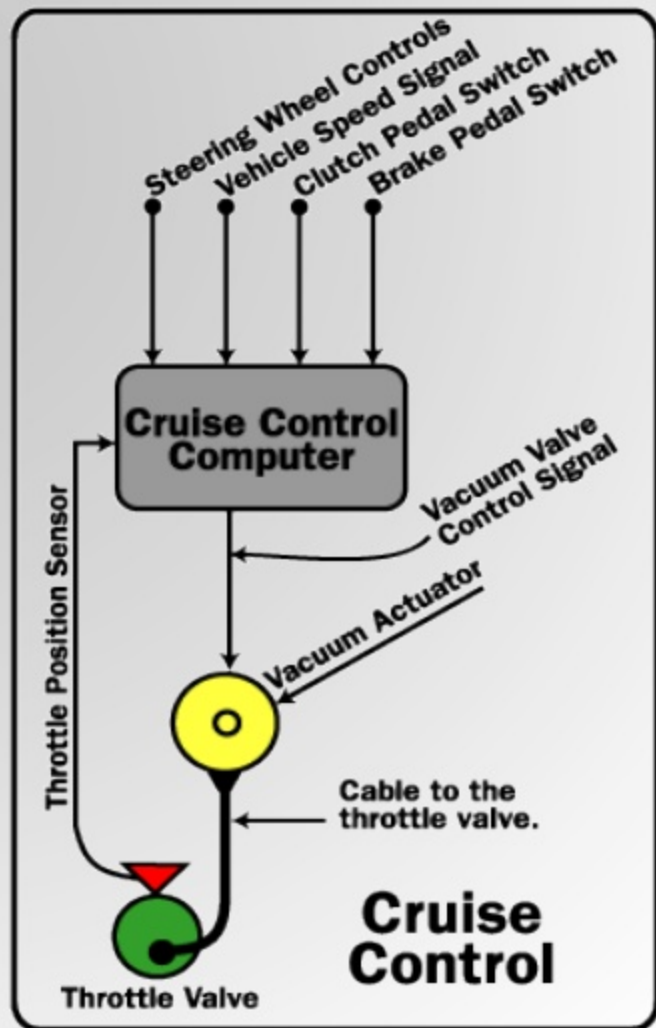 Steering Wheel Controls
Vehicle Speed Signal
Clutch Pedal Switch
Brake Pedal Switch
Cruise Control
Computer
Vacuum Valve
Control Signal
Throttle Position Sensor
Vacuum Actuator
Cable to the
throttle valve.
Cruise
Control
Throttle Valve